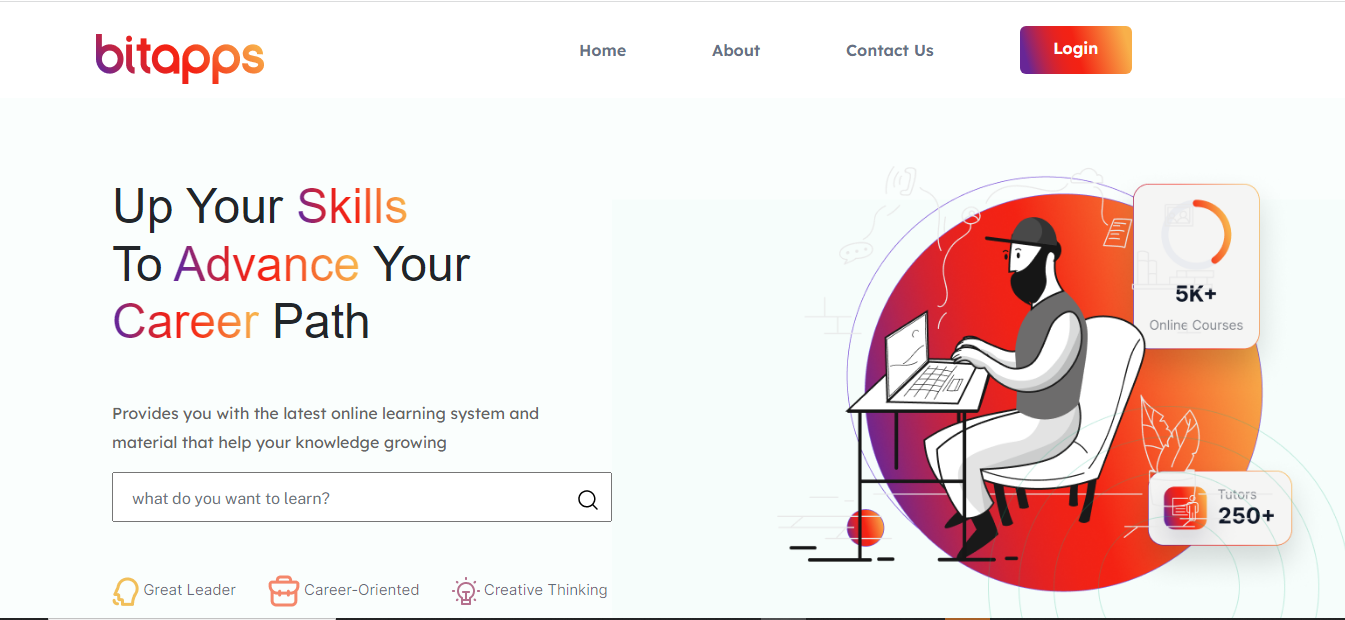 bitapps
Home
About
Contact Us
Login
Up Your Skills
To Advance Your
Career Path
Provides you with the latest online learning system and
material that help your knowledge growing
what do you want to learn?
Great Leader
Career-Oriented
Creative Thinking
5K+
Online Courses
Tutors
250+